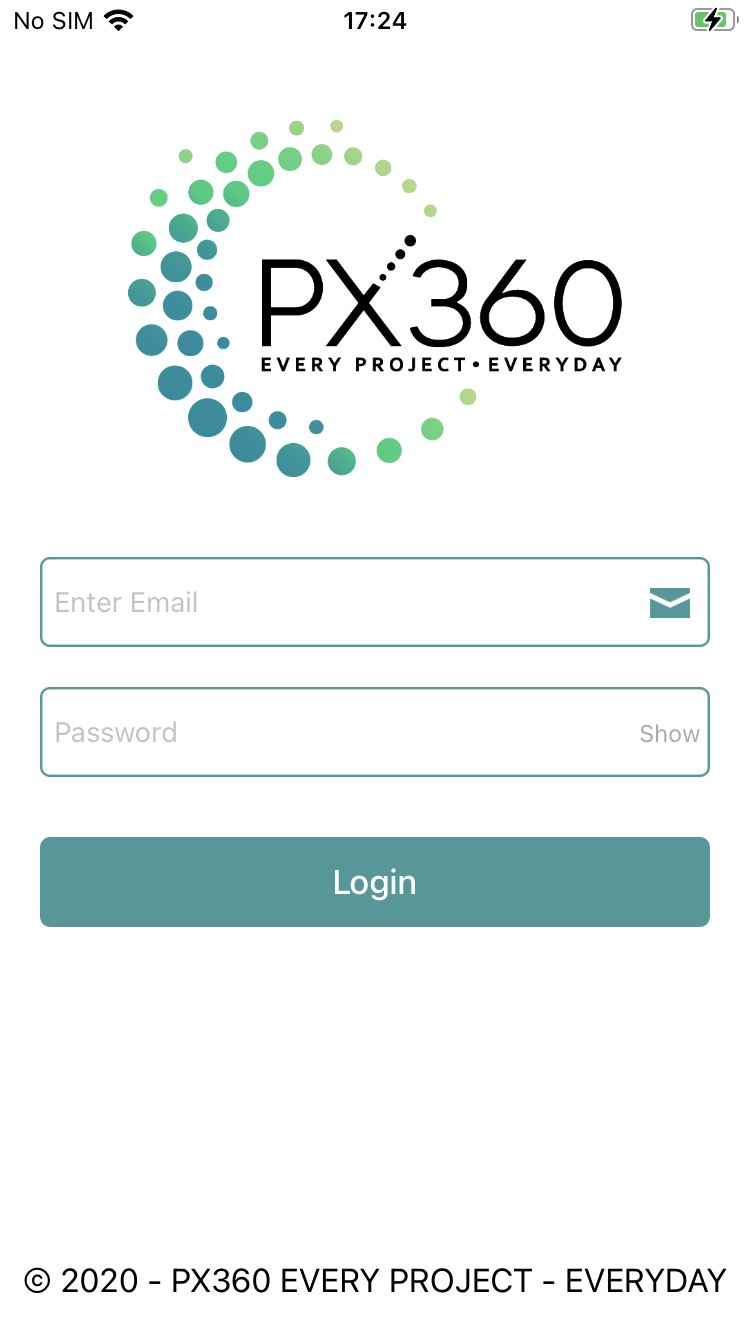 No SIM 17:24
PX360
EVERY PROJECT • EVERYDAY
Enter Email
Password Show
Login
© 2020 - PX360 EVERY PROJECT - EVERYDAY